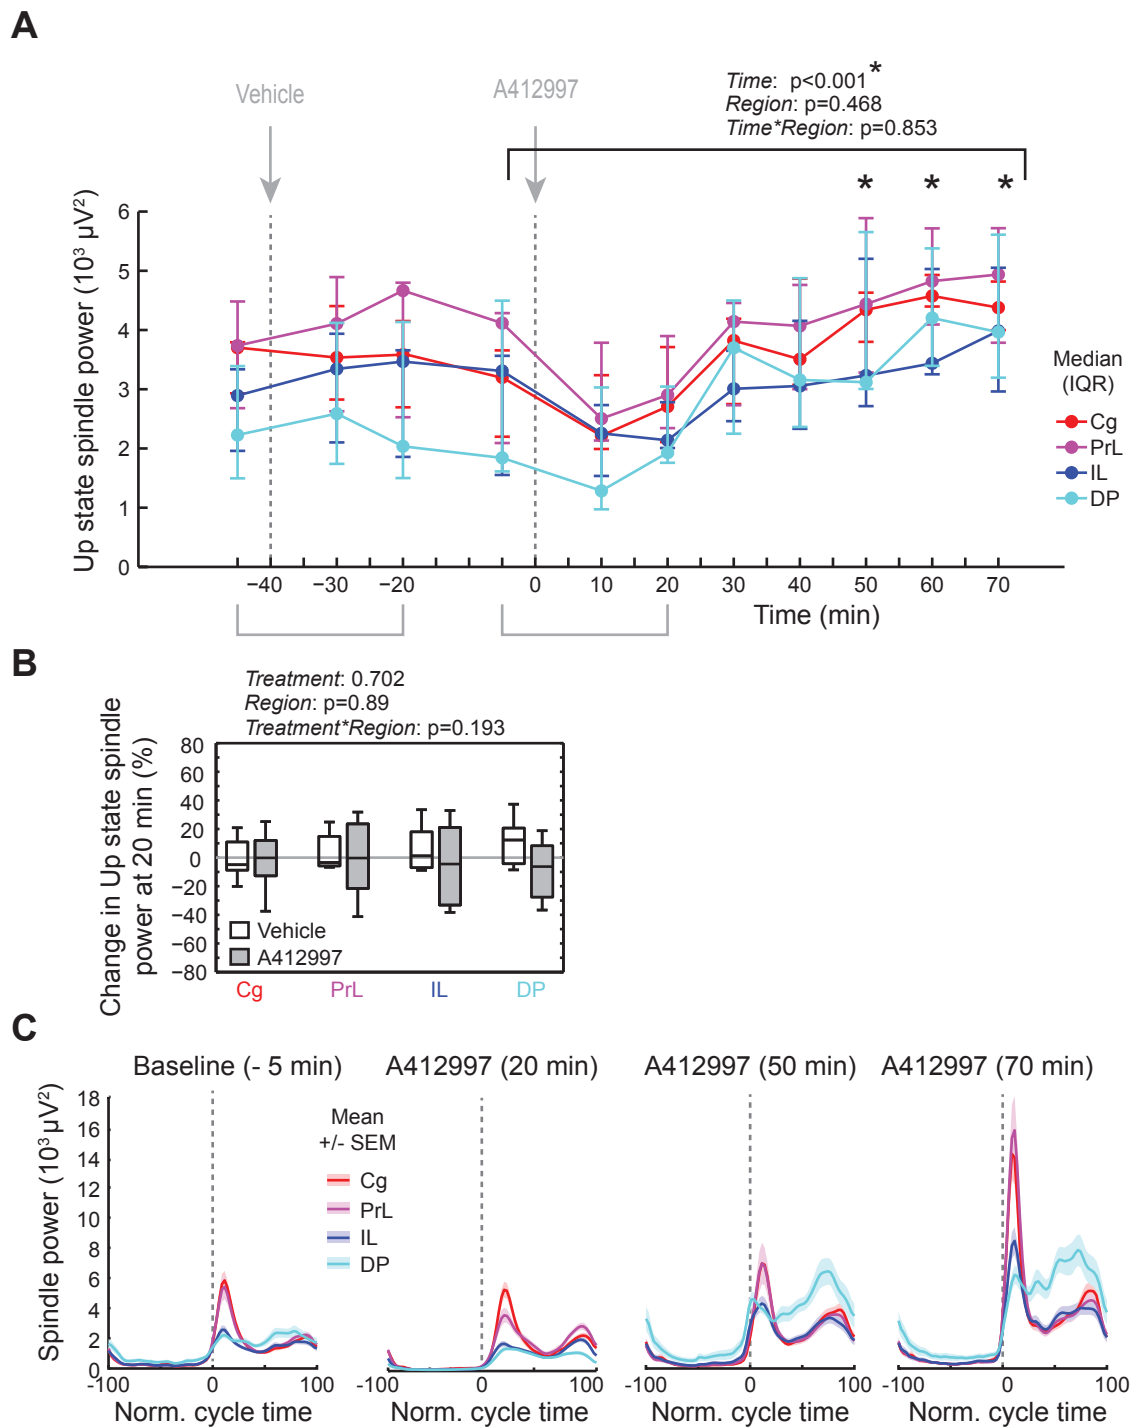 A
Vehicle
A412997
Time: p<0.001*
Region: p=0.468
Time*Region: p=0.853
* * *
Up state spindle power (10³ µV²)
6
5
4
3
2
1
0
−40 −30 −20 0 10 20 30 40 50 60 70
Time (min)
Median
(IQR)
Cg
PrL
IL
DP
B
Treatment: 0.702
Region: p=0.89
Treatment*Region: p=0.193
Change in Up state spindle
power at 20 min (%)
80
60
40
20
0
−20
−40
−60
−80
Vehicle
A412997
Cg PrL IL DP
C
Baseline (- 5 min) A412997 (20 min) A412997 (50 min) A412997 (70 min)
Spindle power (10³ µV²)
18
16
14
12
10
8
6
4
2
0
Mean
+/- SEM
Cg
PrL
IL
DP
-100 0 100 -100 0 100 -100 0 100 -100 0 100
Norm. cycle time Norm. cycle time Norm. cycle time Norm. cycle time